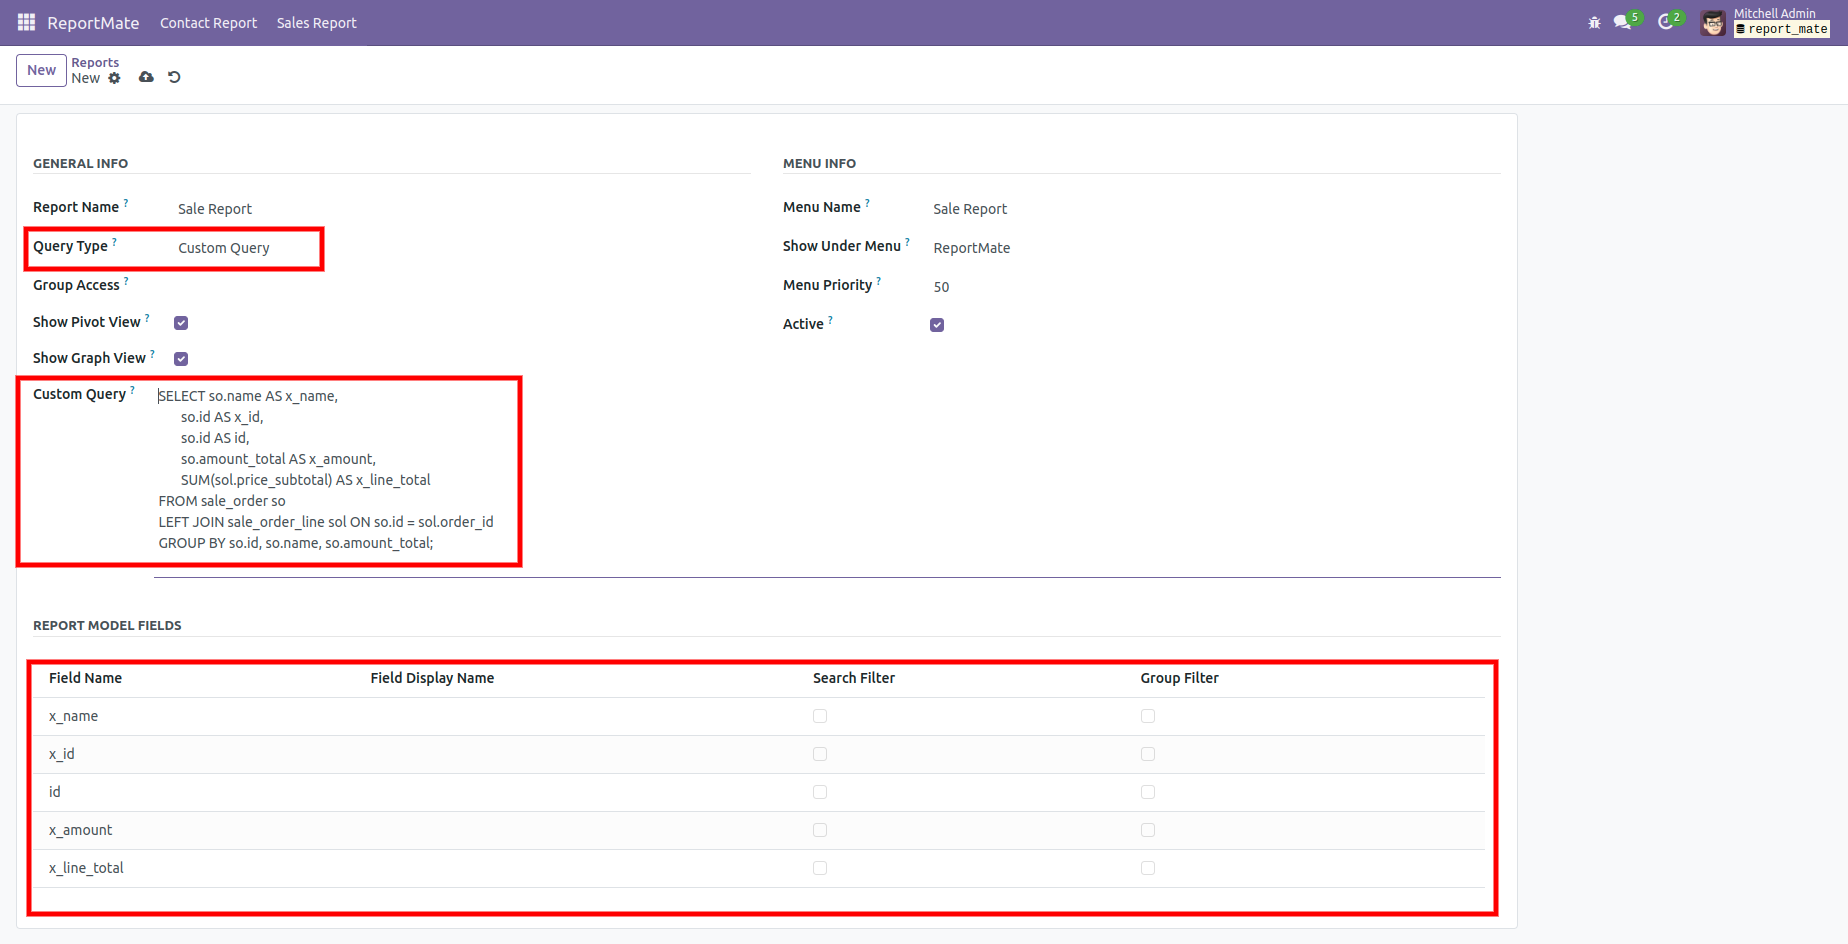 ReportMate Contact Report Sales Report 5 2 Mitchell Admin
report_mate
New Reports
New
GENERAL INFO
Report Name ? Sale Report
Query Type ? Custom Query
Group Access ?
Show Pivot View ?
Show Graph View ?
Custom Query ? SELECT so.name AS x_name,
so.id AS x_id,
so.id AS id,
so.amount_total AS x_amount,
SUM(sol.price_subtotal) AS x_line_total
FROM sale_order so
LEFT JOIN sale_order_line sol ON so.id = sol.order_id
GROUP BY so.id, so.name, so.amount_total;
MENU INFO
Menu Name ? Sale Report
Show Under Menu ? ReportMate
Menu Priority ? 50
Active ?
REPORT MODEL FIELDS
Field Name Field Display Name Search Filter Group Filter
x_name
x_id
id
x_amount
x_line_total